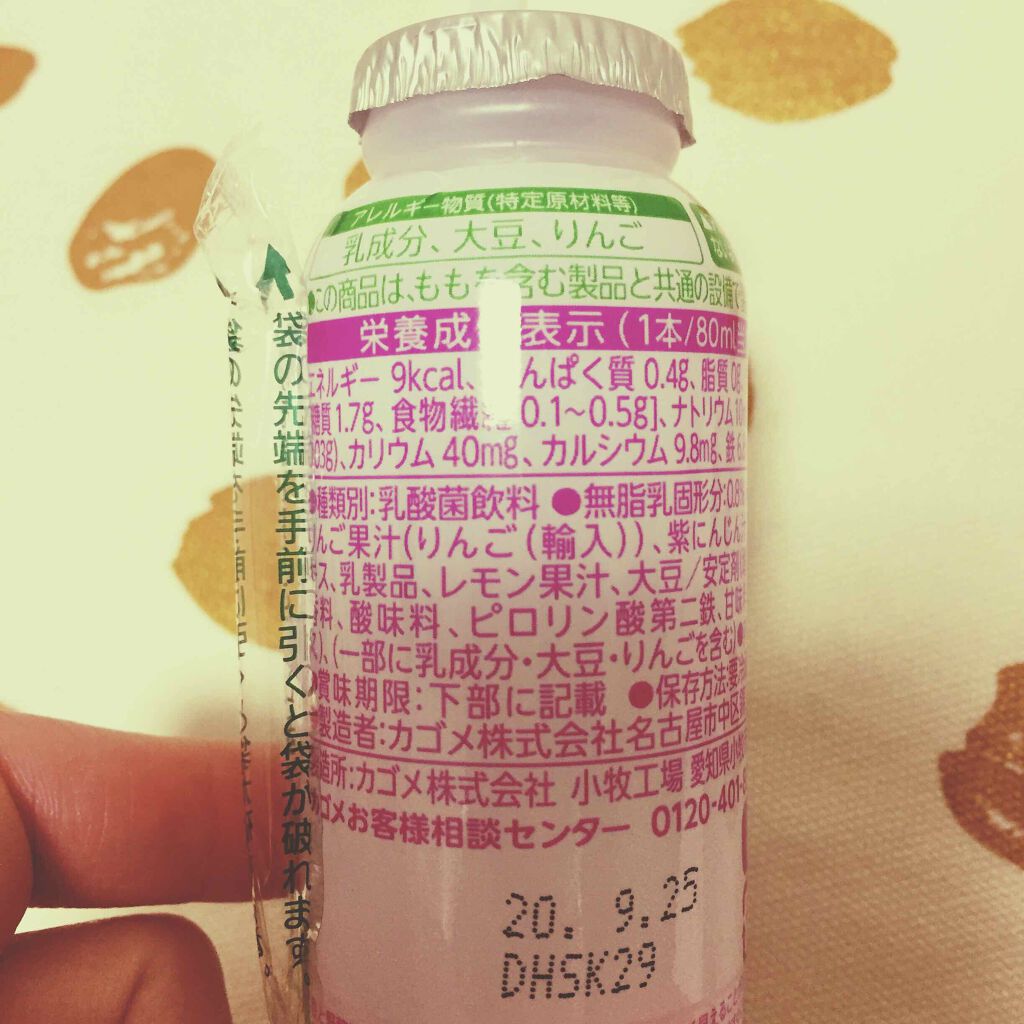 アレルギー物質(特定原材料等)
乳成分、大豆、りんご
●この商品は、ももを含む製品と共通の設備で
栄養成 表示(1本/80ml
エネルギー 9kcal、 んぱく質 0.4g、脂質 0g
糖質 1.7g、食物繊維 0.1〜0.5g]、ナトリウム 10
003g)、カリウム 40mg、カルシウム 9.8mg、鉄 6.
●種類別:乳酸菌飲料 ●無脂乳固形分:0.8%
りんご果汁(りんご(輸入))、紫にんじん
ス、乳製品、レモン果汁、大豆/安定剤
料、酸味料、ピロリン酸第二鉄、甘味
)、(一部に乳成分・大豆・りんごを含む)●
●賞味期限:下部に記載 ●保存方法:要
製造者:カゴメ株式会社名古屋市中区
製造所:カゴメ株式会社 小牧工場 愛知県小牧
カゴメお客様相談センター 0120-401-
20. 9.25
DHSK29
袋の先端を手前に引くと袋が破れます。